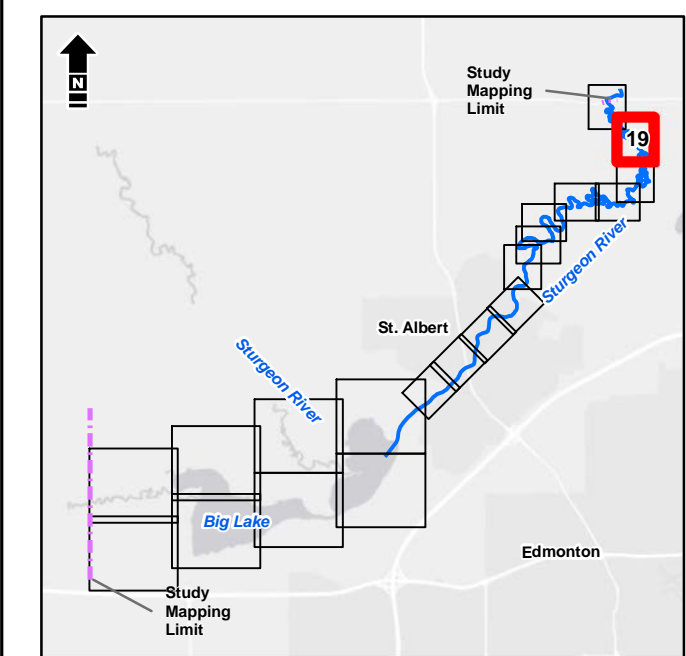 N
Study
Mapping
Limit
19
Sturgeon River
St. Albert
Sturgeon River
Big Lake
Edmonton
Study
Mapping
Limit